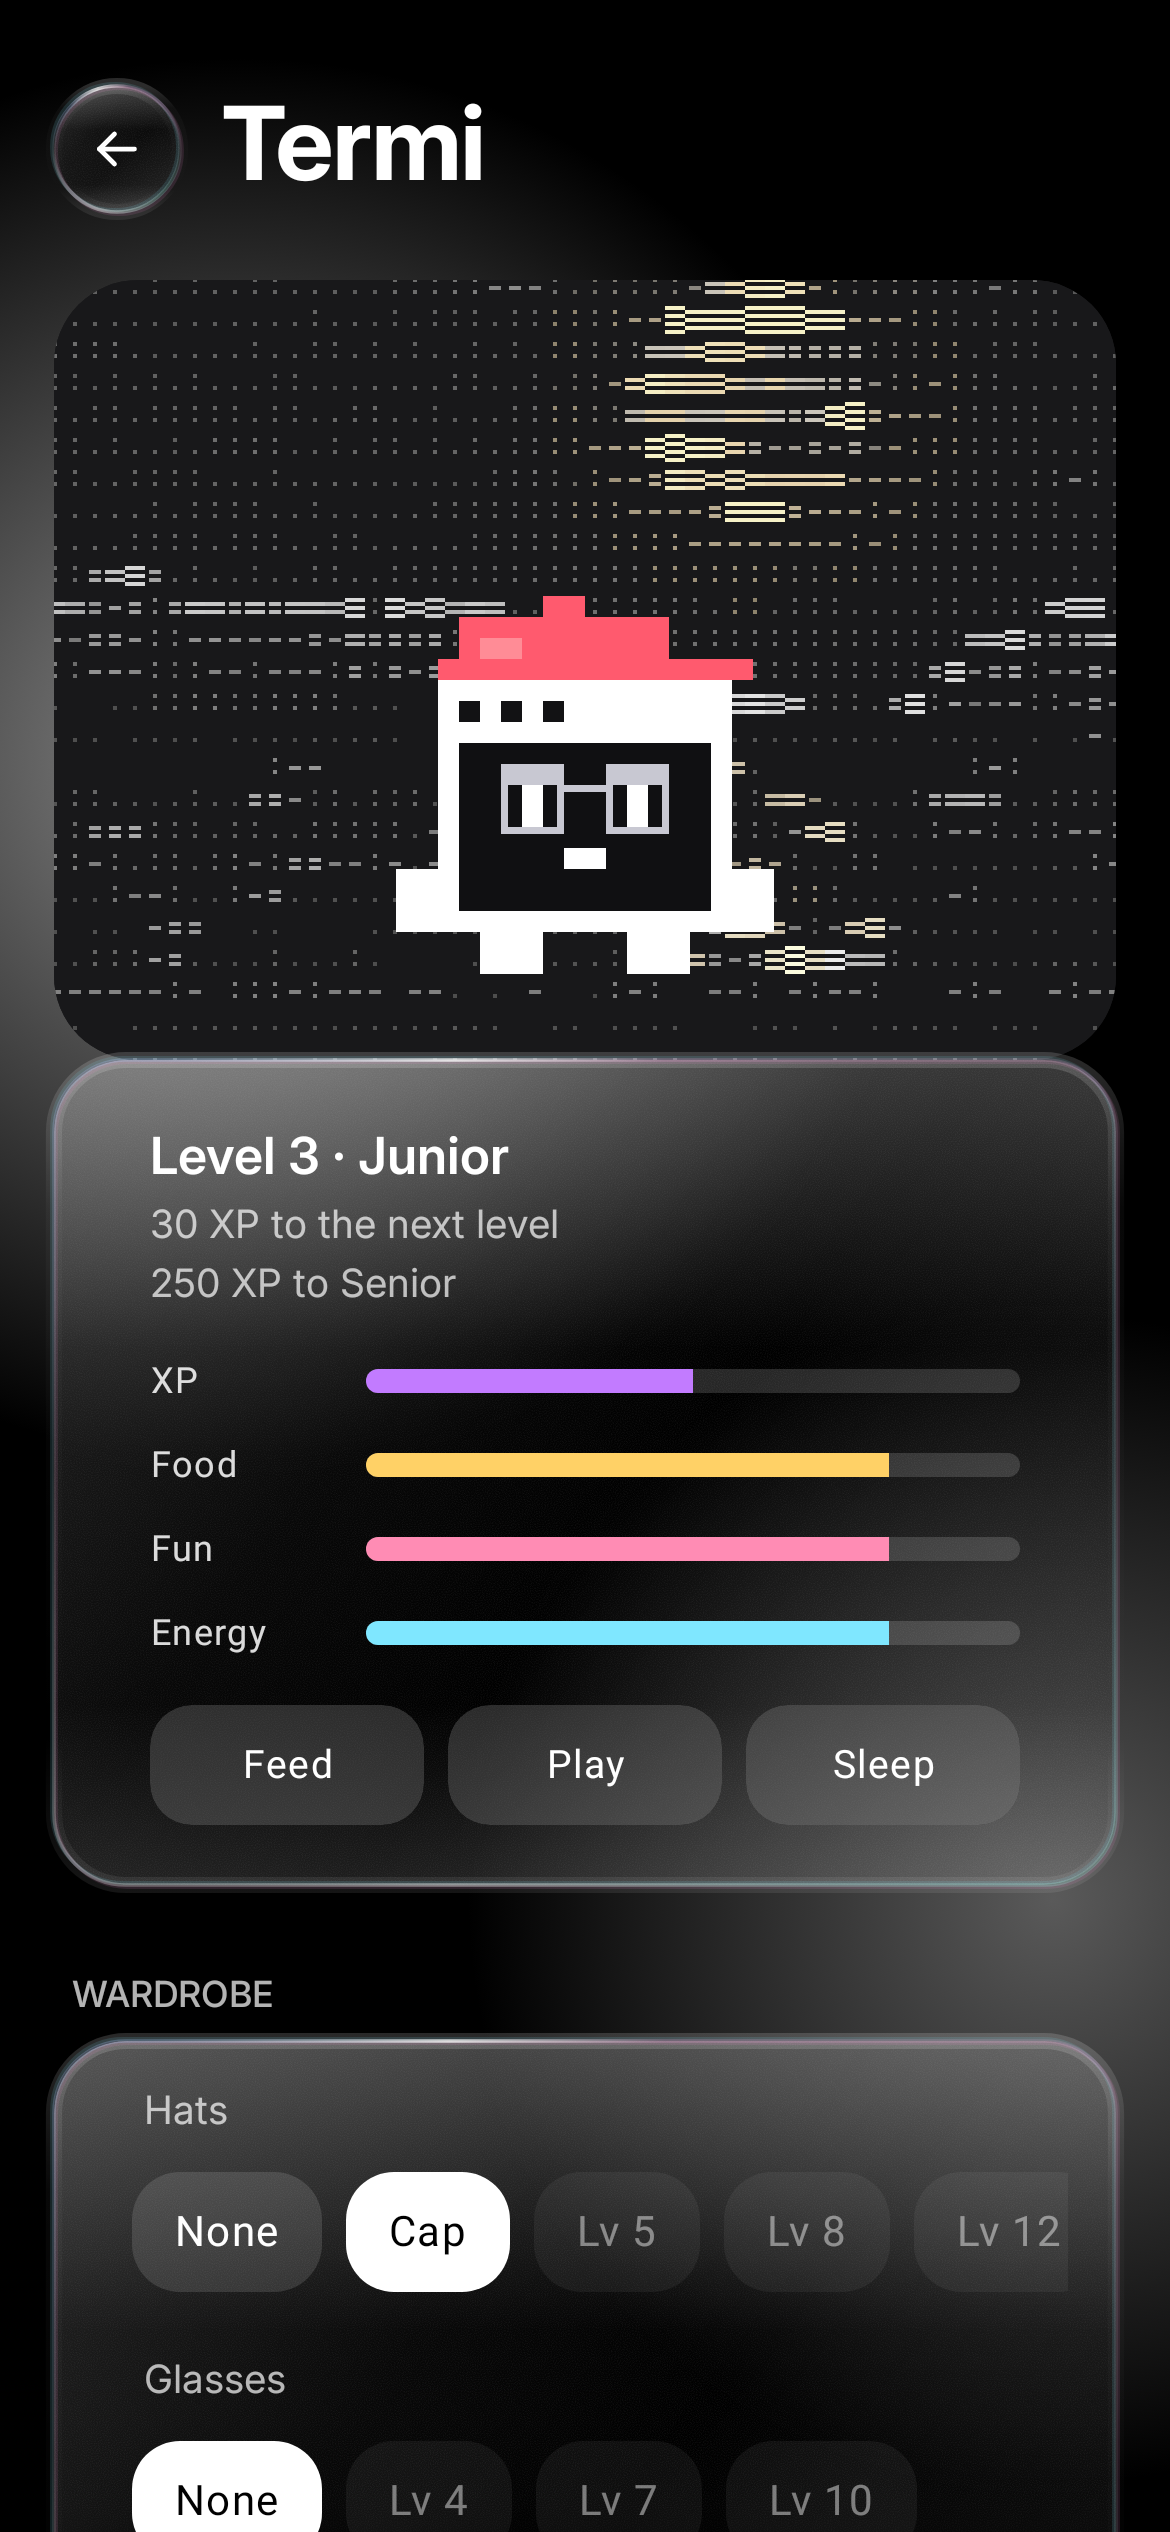 Termi
Level 3 · Junior
30 XP to the next level
250 XP to Senior
XP
Food
Fun
Energy
Feed Play Sleep
WARDROBE
Hats
None Cap Lv 5 Lv 8 Lv 12
Glasses
None Lv 4 Lv 7 Lv 10